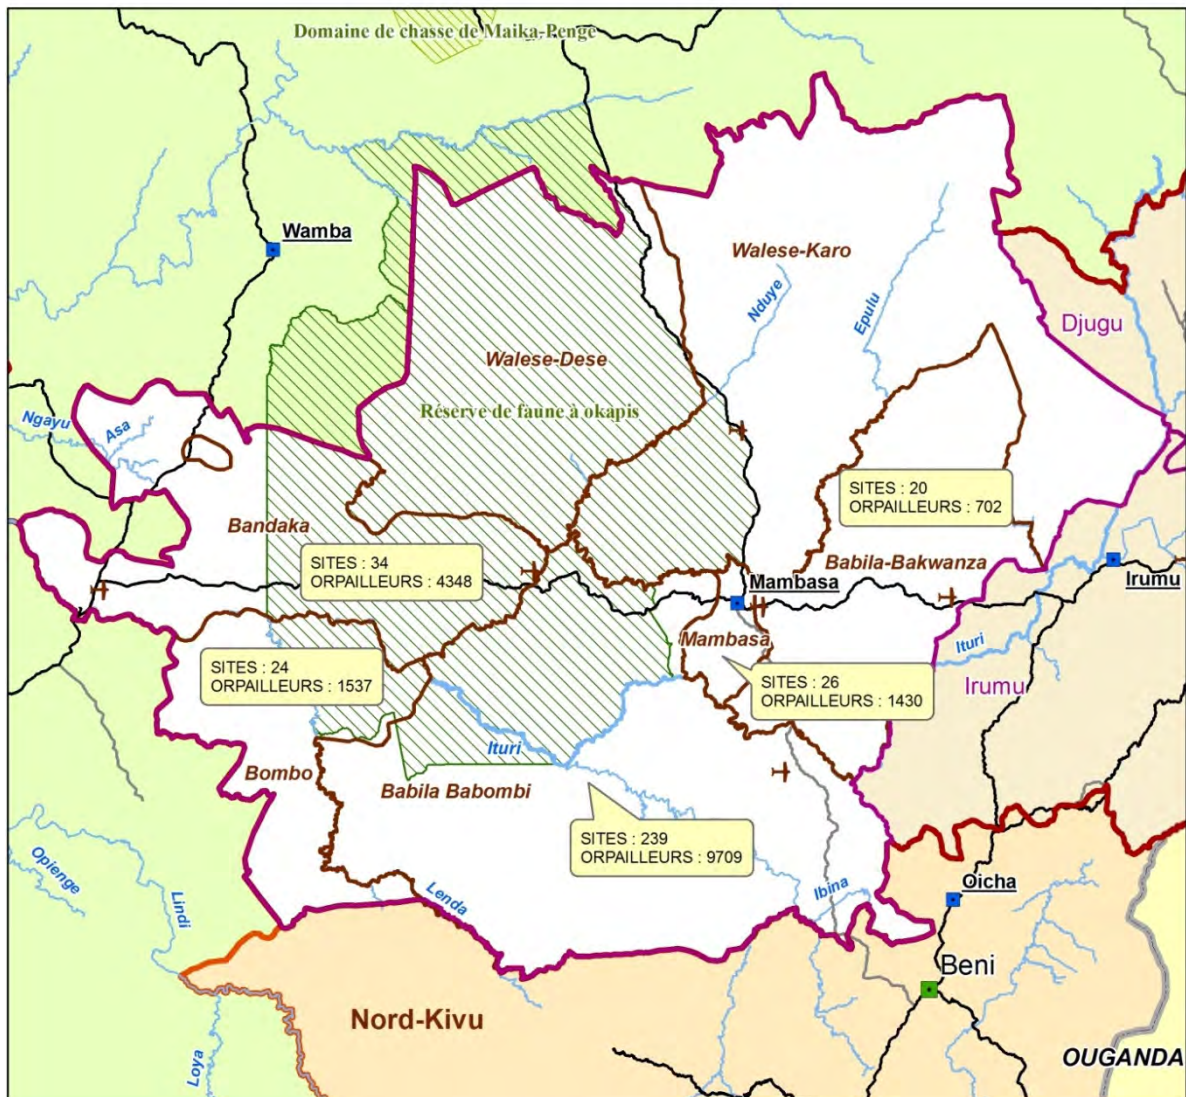 Domaine de chasse de Maika-Penge
Wamba
Walese-Karo
Nduye
Epulu
Djugu
Walese-Dese
Réserve de faune à okapis
Ngayu
Asa
Bandaka
SITES : 20
ORPAILLEURS : 702
SITES : 34
ORPAILLEURS : 4348
Babila-Bakwanza
Mambasa
Irumu
Mambasa
Ituri
SITES : 24
ORPAILLEURS : 1537
SITES : 26
ORPAILLEURS : 1430
Irumu
Ituri
Bombo
Babila Babombi
SITES : 239
ORPAILLEURS : 9709
Opienge
Lindi
Lenda
Ibina
Oicha
Beni
Nord-Kivu
Loya
OUGANDA